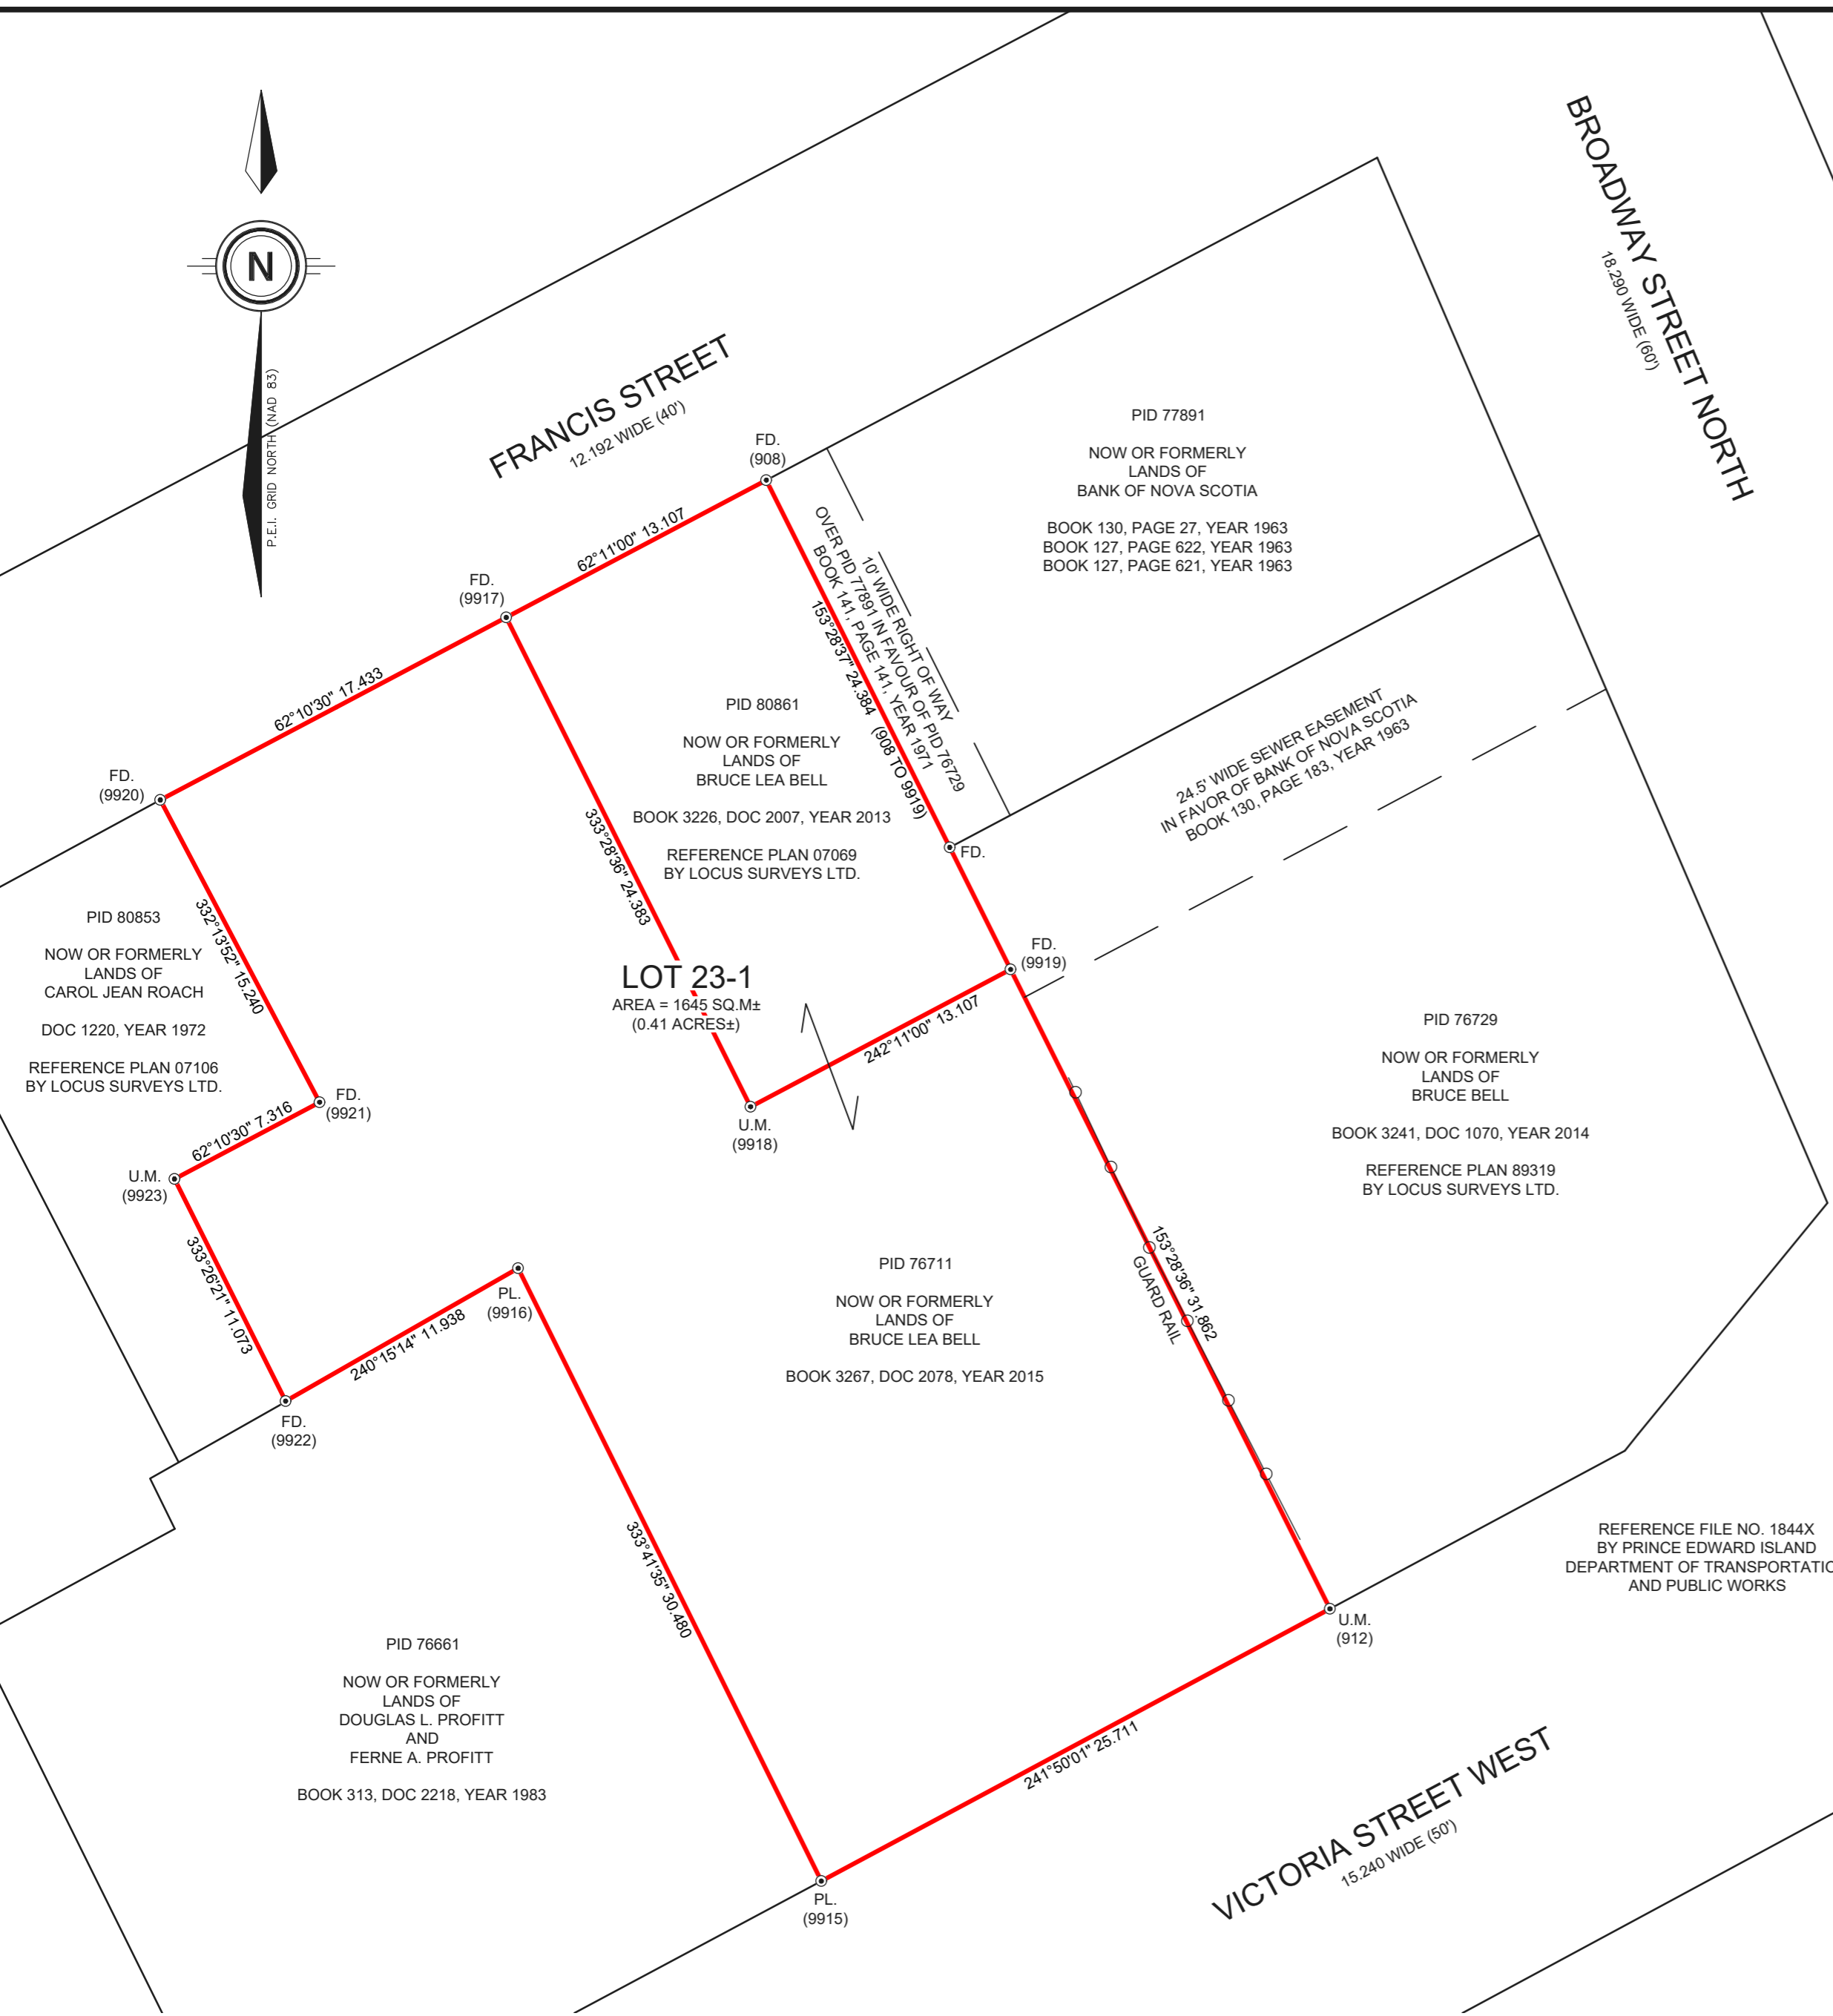 N
P.E.I. GRID NORTH (NAD 83)
BROADWAY STREET NORTH
18.290 WIDE (60')
FRANCIS STREET
12.192 WIDE (40')
FD.
(908)
PID 77891
NOW OR FORMERLY
LANDS OF
BANK OF NOVA SCOTIA
BOOK 130, PAGE 27, YEAR 1963
BOOK 127, PAGE 622, YEAR 1963
BOOK 127, PAGE 621, YEAR 1963
62°11'00" 13.107
FD.
(9917)
10' WIDE RIGHT OF WAY
OVER PID 77891 IN FAVOUR OF PID 76729
BOOK 141, PAGE 141, YEAR 1971
153°28'37" 24.384 (908 TO 9919)
62°10'30" 17.433
PID 80861
NOW OR FORMERLY
LANDS OF
BRUCE LEA BELL
BOOK 3226, DOC 2007, YEAR 2013
REFERENCE PLAN 07069
BY LOCUS SURVEYS LTD.
24.5' WIDE SEWER EASEMENT
IN FAVOR OF BANK OF NOVA SCOTIA
BOOK 130, PAGE 183, YEAR 1963
FD.
(9920)
333°28'36" 24.383
FD.
PID 80853
NOW OR FORMERLY
LANDS OF
CAROL JEAN ROACH
DOC 1220, YEAR 1972
REFERENCE PLAN 07106
BY LOCUS SURVEYS LTD.
332°13'52" 15.240
LOT 23-1
AREA = 1645 SQ.M±
(0.41 ACRES±)
FD.
(9919)
242°11'00" 13.107
PID 76729
NOW OR FORMERLY
LANDS OF
BRUCE BELL
BOOK 3241, DOC 1070, YEAR 2014
REFERENCE PLAN 89319
BY LOCUS SURVEYS LTD.
FD.
(9921)
62°10'30" 7.316
U.M.
(9918)
U.M.
(9923)
333°26'21" 11.073
153°28'36" 31.862
GUARD RAIL
PID 76711
NOW OR FORMERLY
LANDS OF
BRUCE LEA BELL
BOOK 3267, DOC 2078, YEAR 2015
PL.
(9916)
240°15'14" 11.938
FD.
(9922)
333°41'35" 30.480
REFERENCE FILE NO. 1844X
BY PRINCE EDWARD ISLAND
DEPARTMENT OF TRANSPORTATIO
AND PUBLIC WORKS
U.M.
(912)
PID 76661
NOW OR FORMERLY
LANDS OF
DOUGLAS L. PROFITT
AND
FERNE A. PROFITT
BOOK 313, DOC 2218, YEAR 1983
241°50'01" 25.711
VICTORIA STREET WEST
15.240 WIDE (50')
PL.
(9915)